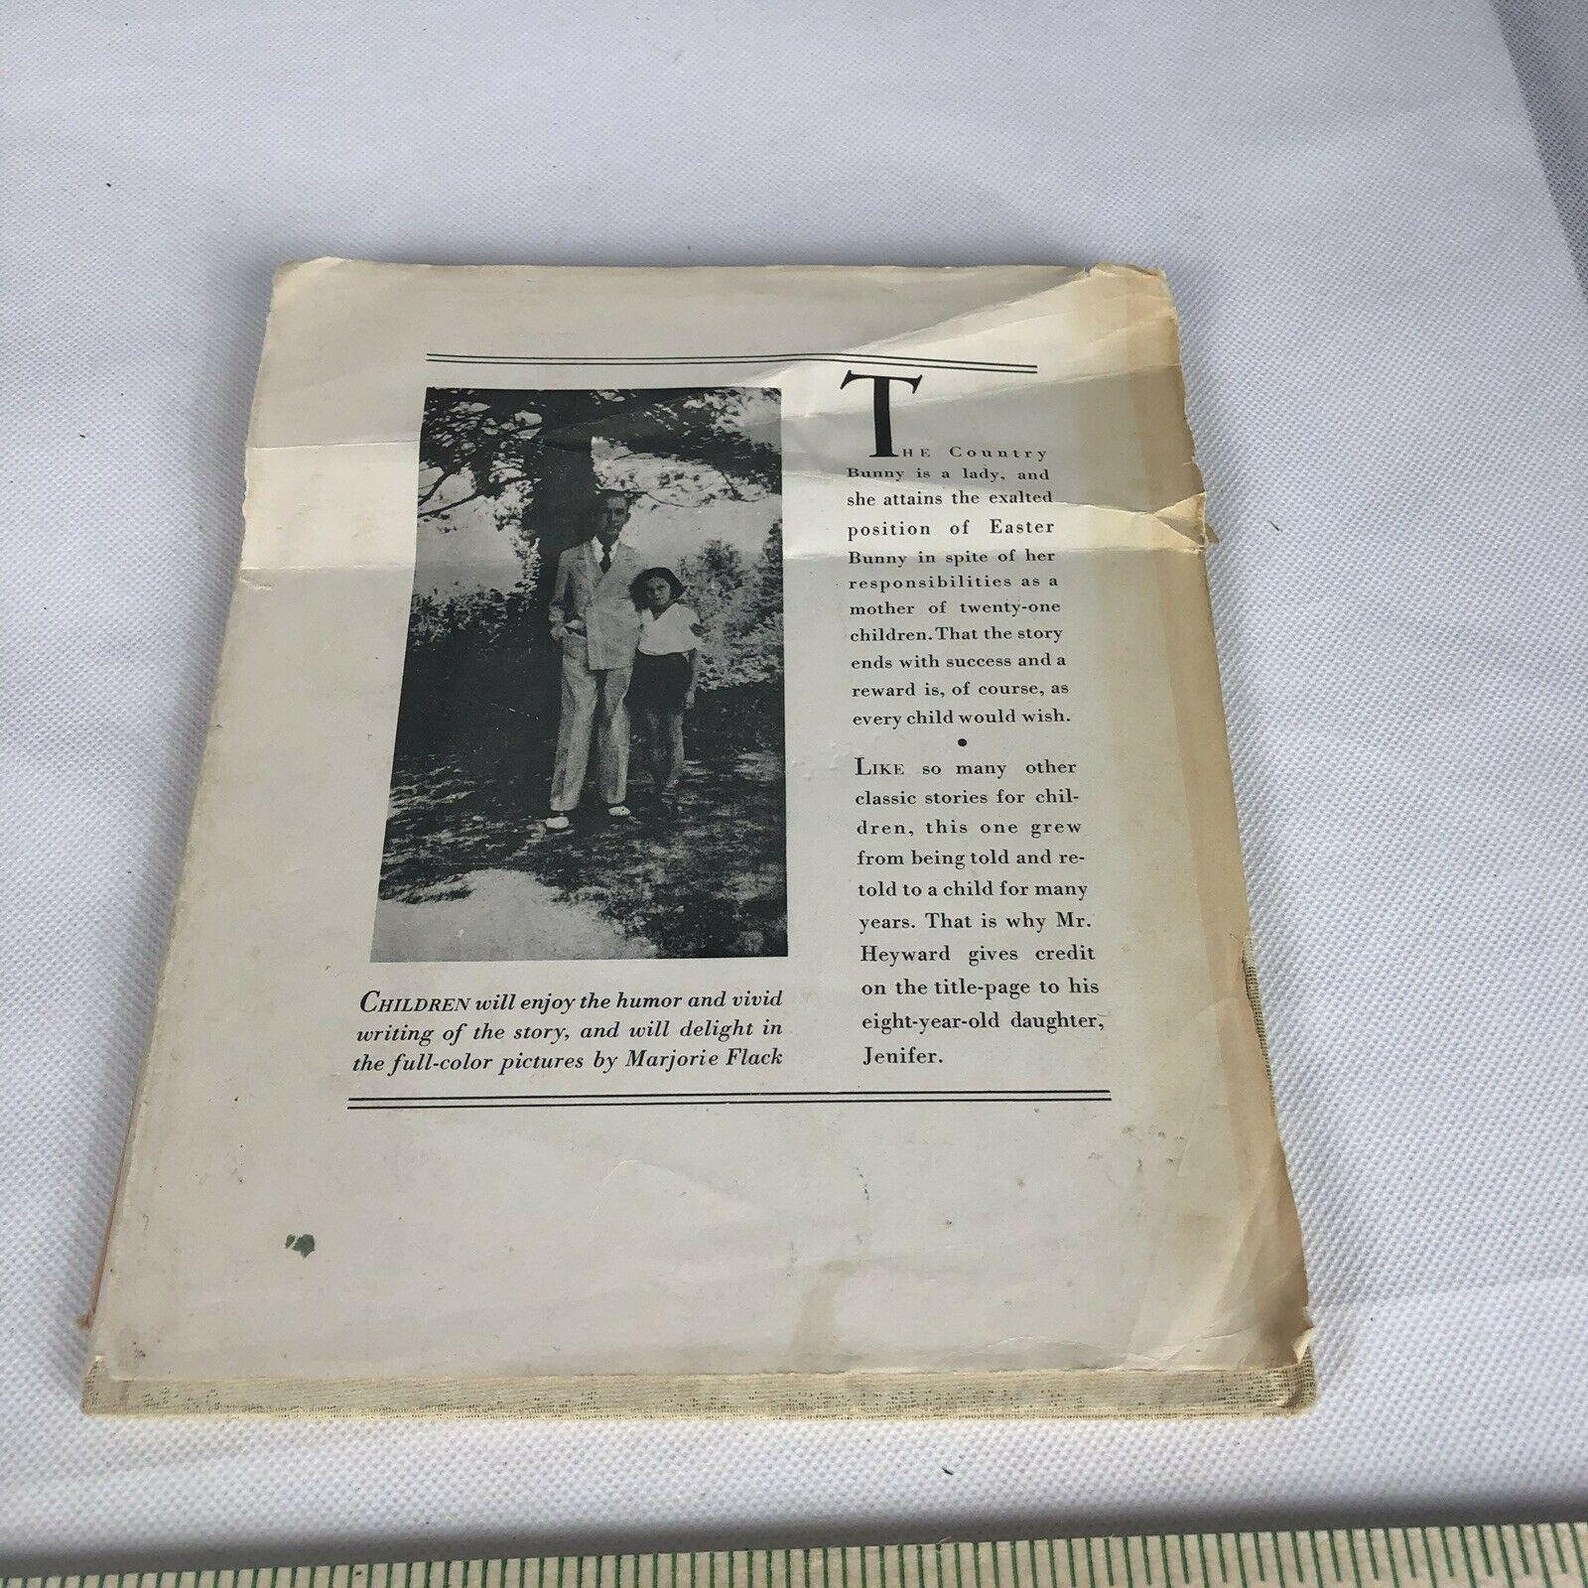 THE Country
Bunny is a lady, and
she attains the exalted
position of Easter
Bunny in spite of her
responsibilities as a
mother of twenty-one
children. That the story
ends with success and a
reward is, of course, as
every child would wish.
•
LIKE so many other
classic stories for chil-
dren, this one grew
from being told and re-
told to a child for many
years. That is why Mr.
Heyward gives credit
on the title-page to his
eight-year-old daughter,
Jenifer.
CHILDREN will enjoy the humor and vivid
writing of the story, and will delight in
the full-color pictures by Marjorie Flack